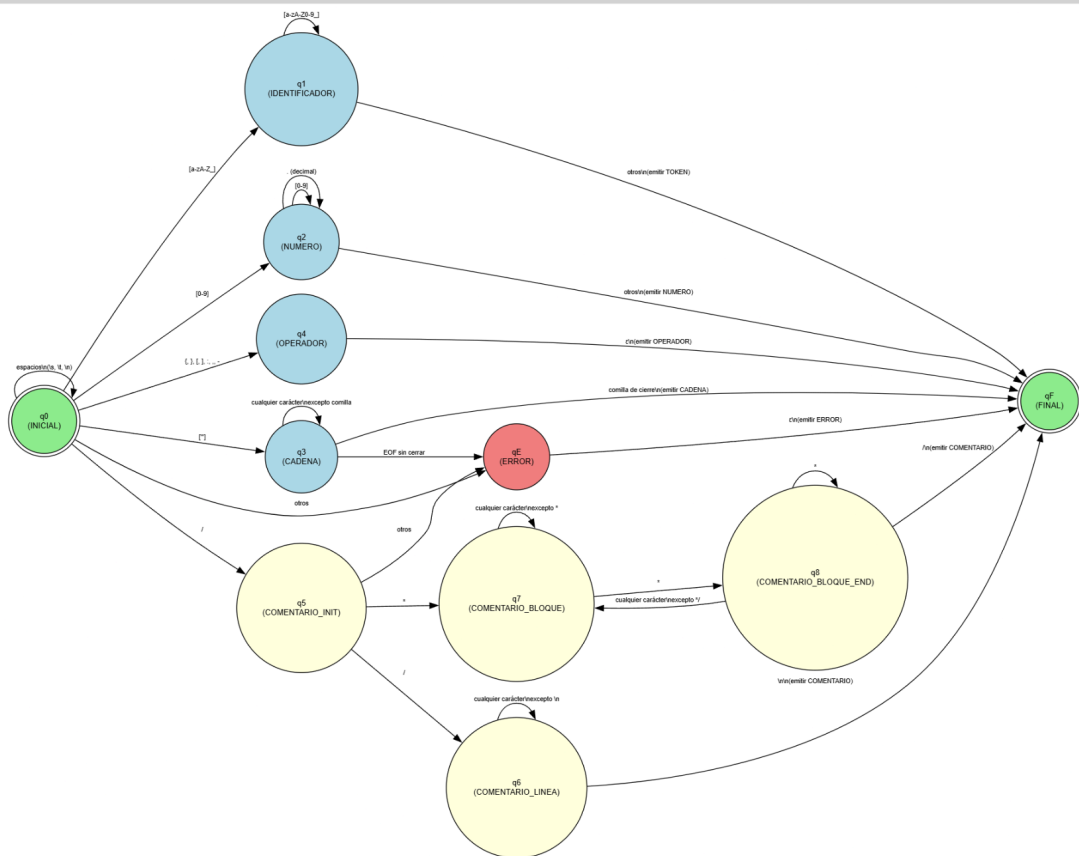 [a-zA-Z0-9_]
q1
(IDENTIFICADOR)
[a-zA-Z_]
otros\n(emitir TOKEN)
. (decimal)
[0-9]
q2
(NUMERO)
[0-9]
otros\n(emitir NUMERO)
q4
(OPERADOR)
ε\n(emitir OPERADOR)
espacios\n(\s, \t, \n)
q0
(INICIAL)
comilla de cierre\n(emitir CADENA)
cualquier carácter\nexcepto comilla
["']
q3
(CADENA)
EOF sin cerrar
qE
(ERROR)
ε\n(emitir ERROR)
qF
(FINAL)
otros
/
otros
/\n(emitir COMENTARIO)
cualquier carácter\nexcepto *
*
q8
(COMENTARIO_BLOQUE_END)
q5
(COMENTARIO_INIT)
*
q7
(COMENTARIO_BLOQUE)
*
cualquier carácter\nexcepto */
/
\n\n(emitir COMENTARIO)
cualquier carácter\nexcepto \n
q6
(COMENTARIO_LINEA)